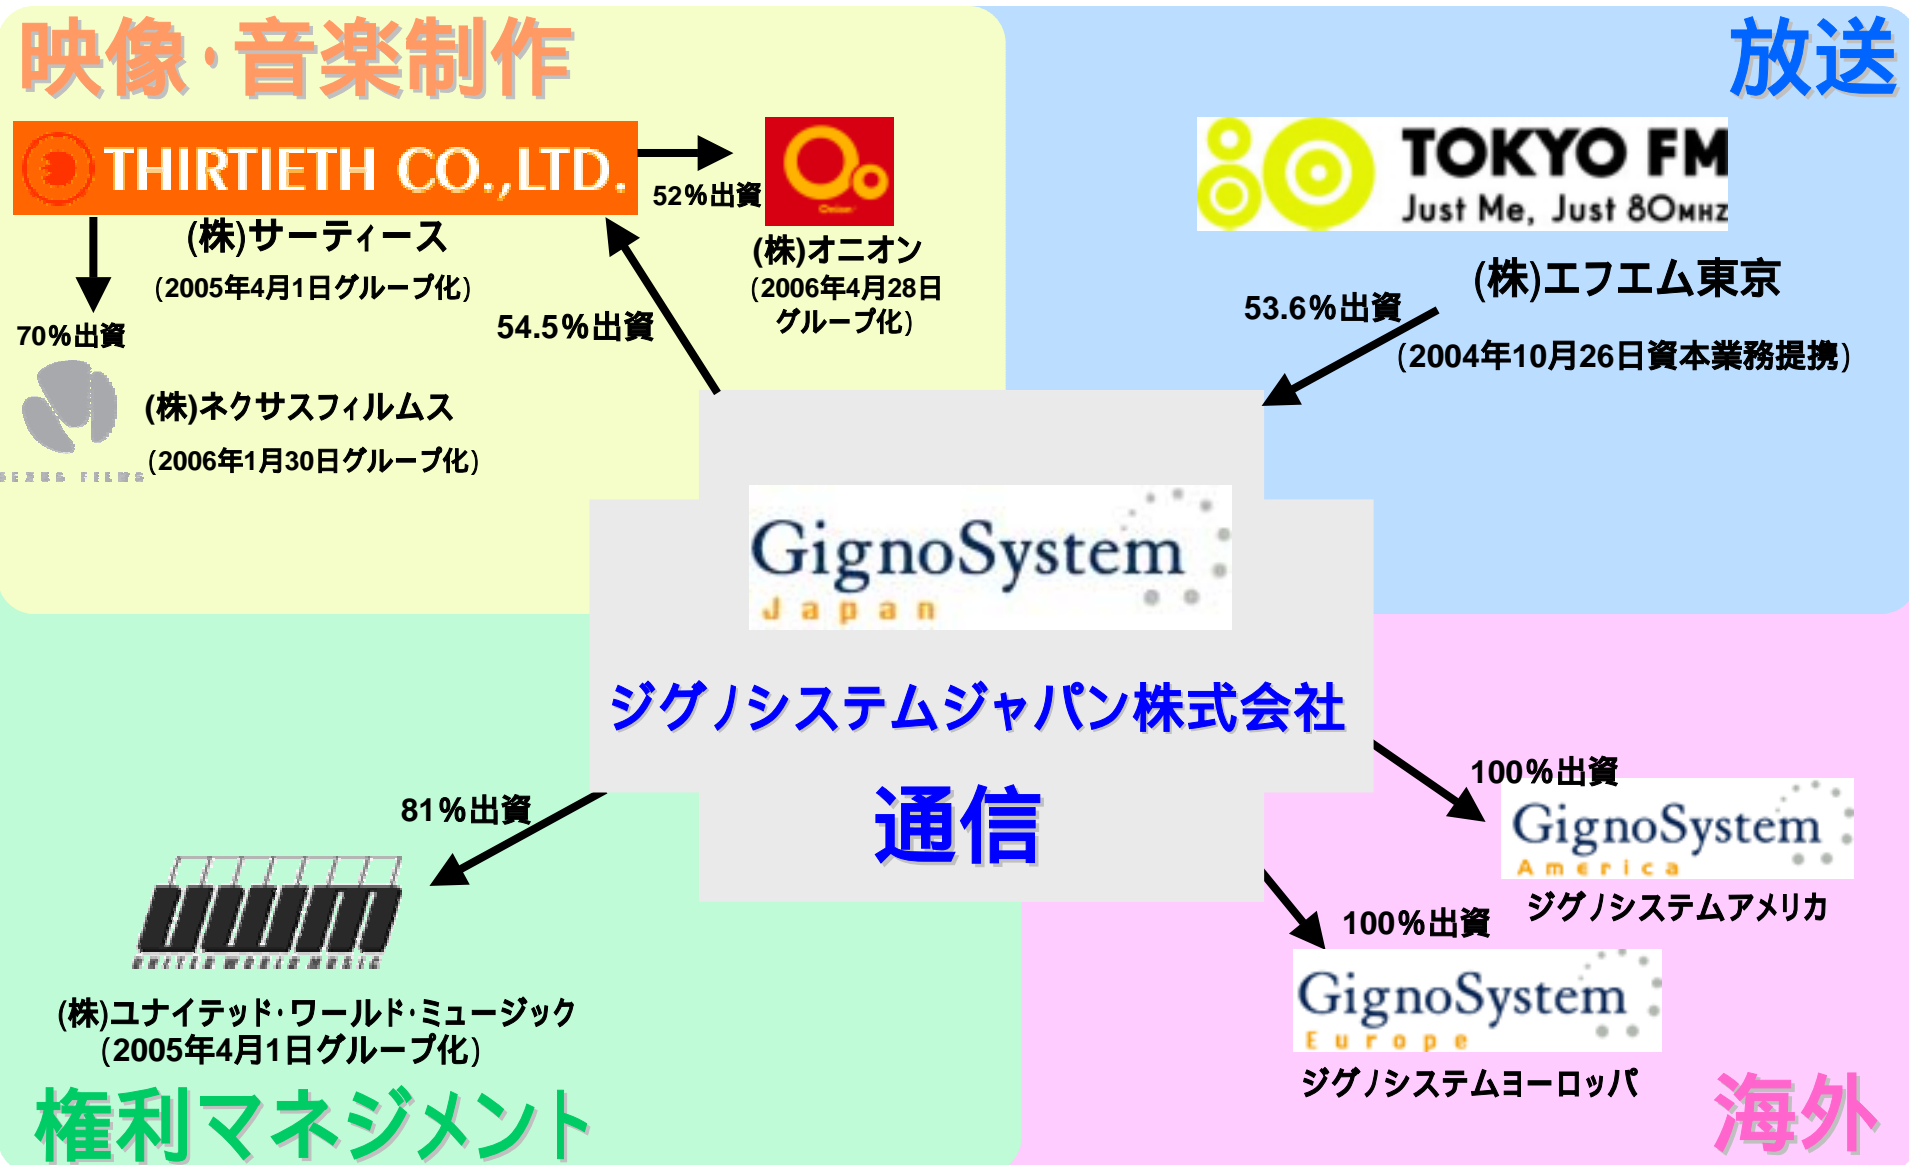 映像・音楽制作
放送
THIRTIETH CO.,LTD.
52%出資
Onion
TOKYO FM
Just Me, Just 80MHZ
(株)サーティース
(2005年4月1日グループ化)
(株)オニオン
(2006年4月28日
グループ化)
(株)エフエム東京
53.6%出資
(2004年10月26日資本業務提携)
70%出資
54.5%出資
(株)ネクサスフィルムス
(2006年1月30日グループ化)
NEXUS FILMS
GignoSystem
Japan
ジグノシステムジャパン株式会社
通信
81%出資
100%出資
GignoSystem
America
ジグノシステムアメリカ
100%出資
GignoSystem
Europe
ジグノシステムヨーロッパ
UNITED WORLD MUSIC
(株)ユナイテッド・ワールド・ミュージック
(2005年4月1日グループ化)
権利マネジメント
海外